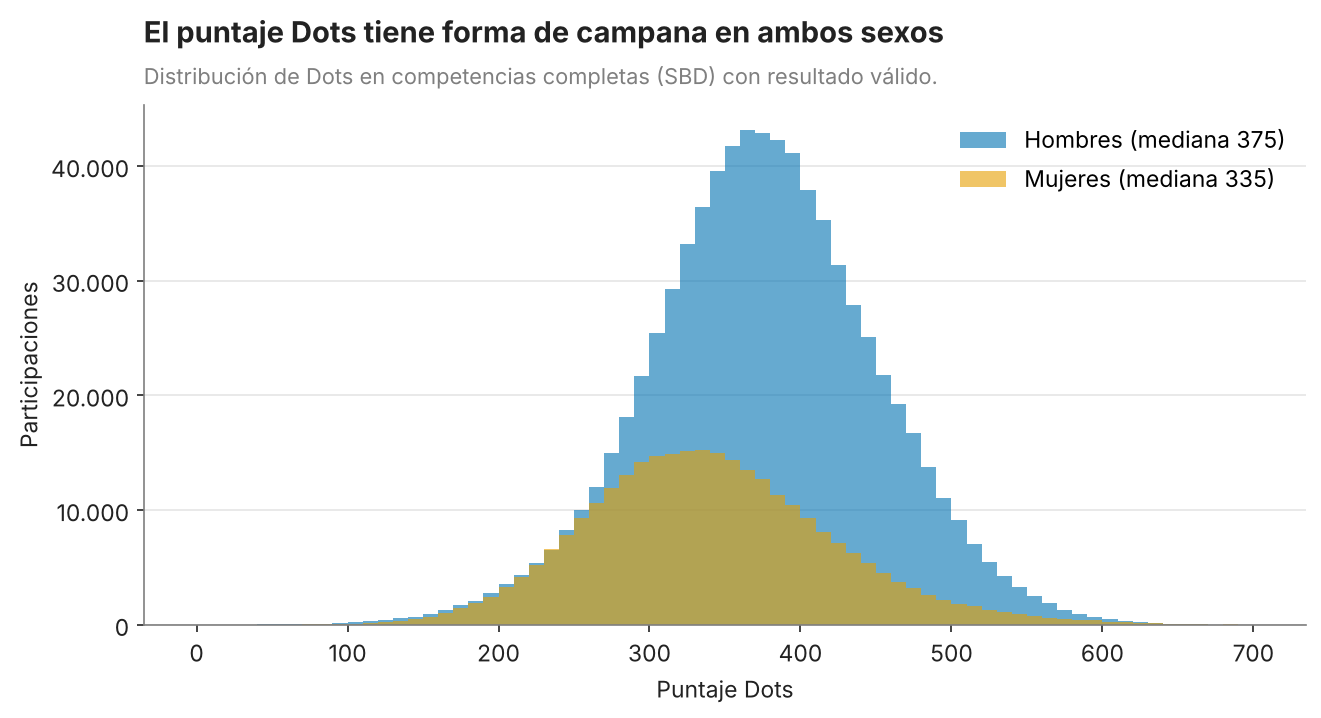 El puntaje Dots tiene forma de campana en ambos sexos
Distribución de Dots en competencias completas (SBD) con resultado válido.
Hombres (mediana 375)
Mujeres (mediana 335)
Participaciones
40.000
30.000
20.000
10.000
0
0 100 200 300 400 500 600 700
Puntaje Dots